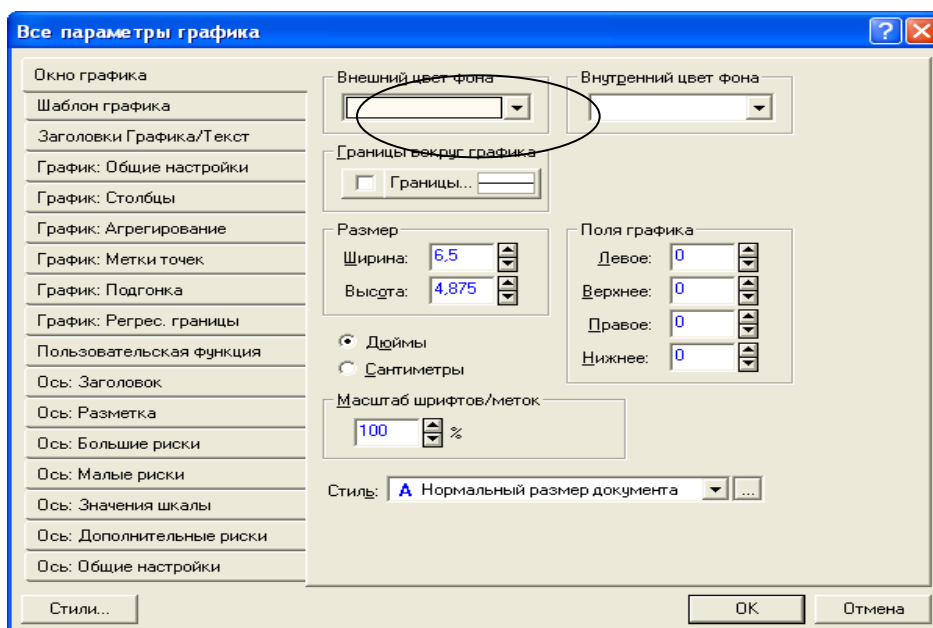 Все параметры графика
Окно графика
Шаблон графика
Заголовки Графика/Текст
График: Общие настройки
График: Столбцы
График: Агрегирование
График: Метки точек
График: Подгонка
График: Регрес. границы
Пользовательская функция
Ось: Заголовок
Ось: Разметка
Ось: Большие риски
Ось: Малые риски
Ось: Значения шкалы
Ось: Дополнительные риски
Ось: Общие настройки
Внешний цвет фона
Внутренний цвет фона
Границы вокруг графика
Границы...
Размер
Ширина: 6,5
Высота: 4,875
Поля графика
Левое: 0
Верхнее: 0
Правое: 0
Нижнее: 0
Дюймы
Сантиметры
Масштаб шрифтов/меток
100 %
Стиль: A Нормальный размер документа ...
Стили...
OK
Отмена